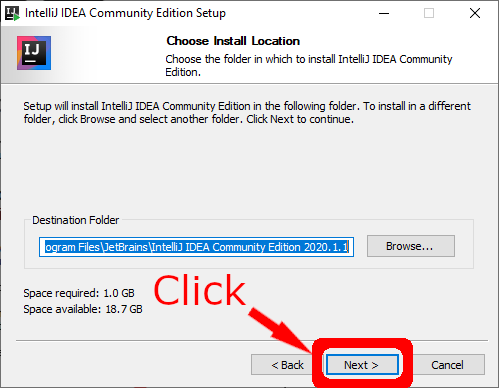 IntelliJ IDEA Community Edition Setup
IJ
Choose Install Location
Choose the folder in which to install IntelliJ IDEA Community
Edition.
Setup will install IntelliJ IDEA Community Edition in the following folder. To install in a different
folder, click Browse and select another folder. Click Next to continue.
Destination Folder
ogram Files\JetBrains\IntelliJ IDEA Community Edition 2020.1.1
Browse...
Space required: 1.0 GB
Space available: 18.7 GB
Click
< Back
Next >
Cancel